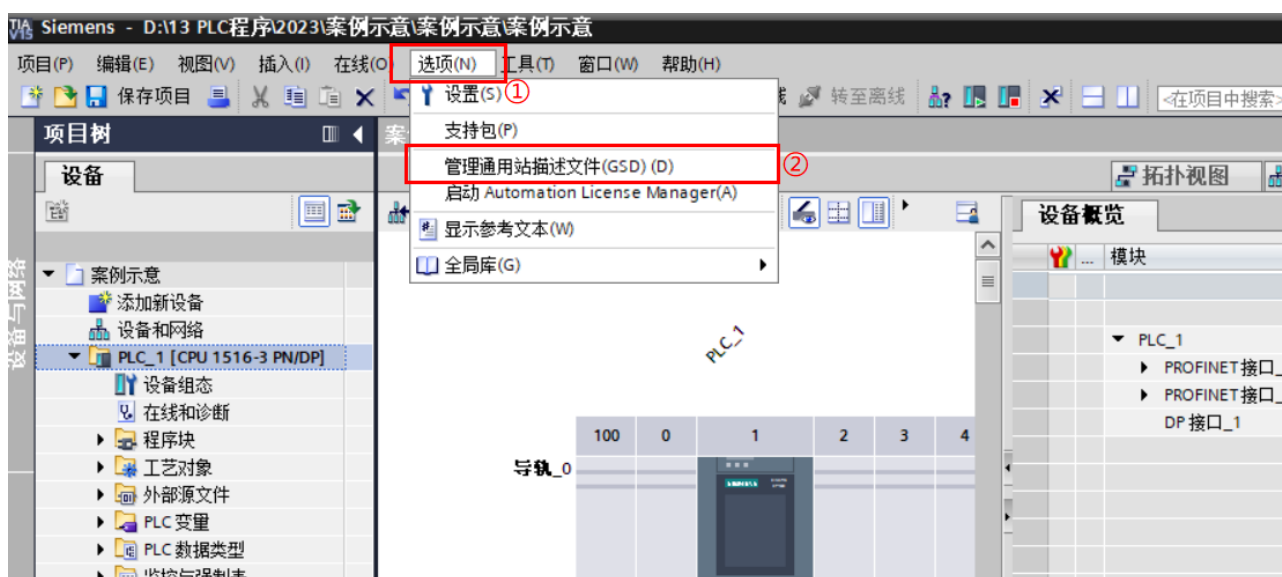 TIA V15 Siemens - D:\13 PLC程序\2023\案例示意\案例示意\案例示意
项目(P) 编辑(E) 视图(V) 插入(I) 在线(O) 选项(N) 工具(T) 窗口(W) 帮助(H)
保存项目 转至离线 在项目中搜索>
设置(S) ①
支持包(P)
管理通用站描述文件(GSD) (D) ②
启动 Automation License Manager(A)
显示参考文本(W)
全局库(G)
项目树
设备
设备与网络
案例示意
添加新设备
设备和网络
PLC_1 [CPU 1516-3 PN/DP]
设备组态
在线和诊断
程序块
工艺对象
外部源文件
PLC 变量
PLC 数据类型
监控与强制表
PLC_1
100 0 1 2 3 4
导轨_0
SIEMENS
拓扑视图
设备概览
... 模块
PLC_1
PROFINET接口_
PROFINET接口_
DP 接口_1